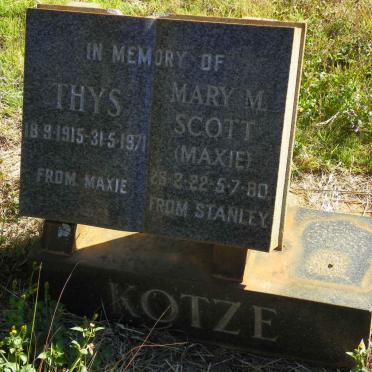 IN MEMORY OF
THYS
18·9·1915·31·5·1971
FROM MAXIE
MARY M.
SCOTT
(MAXIE)
26·2·22·5·7·80
FROM STANLEY
KOTZE